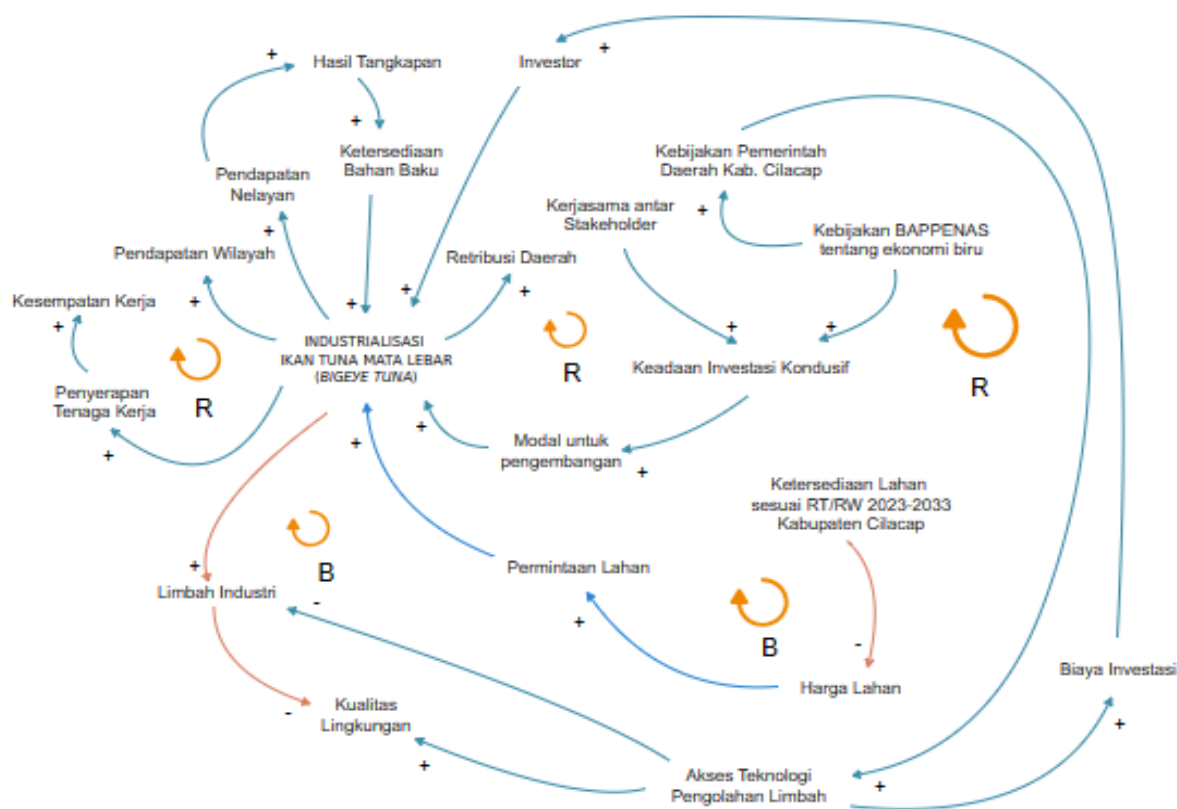 Hasil Tangkapan
+
Investor
+
+
Ketersediaan
Bahan Baku
Kebijakan Pemerintah
Daerah Kab. Cilacap
Pendapatan
Nelayan
+
Kerjasama antar
Stakeholder
+
Kebijakan BAPPENAS
tentang ekonomi biru
Pendapatan Wilayah
+
Retribusi Daerah
Kesempatan Kerja
+
+
+
+
+
INDUSTRIALISASI
IKAN TUNA MATA LEBAR
(BIGEYE TUNA)
+
+
Keadaan Investasi Kondusif
R
R
R
Penyerapan
Tenaga Kerja
+
+
+
Modal untuk
pengembangan
+
+
Ketersediaan Lahan
sesuai RT/RW 2023-2033
Kabupaten Cilacap
B
+
Limbah Industri
-
Permintaan Lahan
+
B
-
Harga Lahan
Biaya Investasi
+
-
Kualitas
Lingkungan
+
Akses Teknologi
Pengolahan Limbah
+